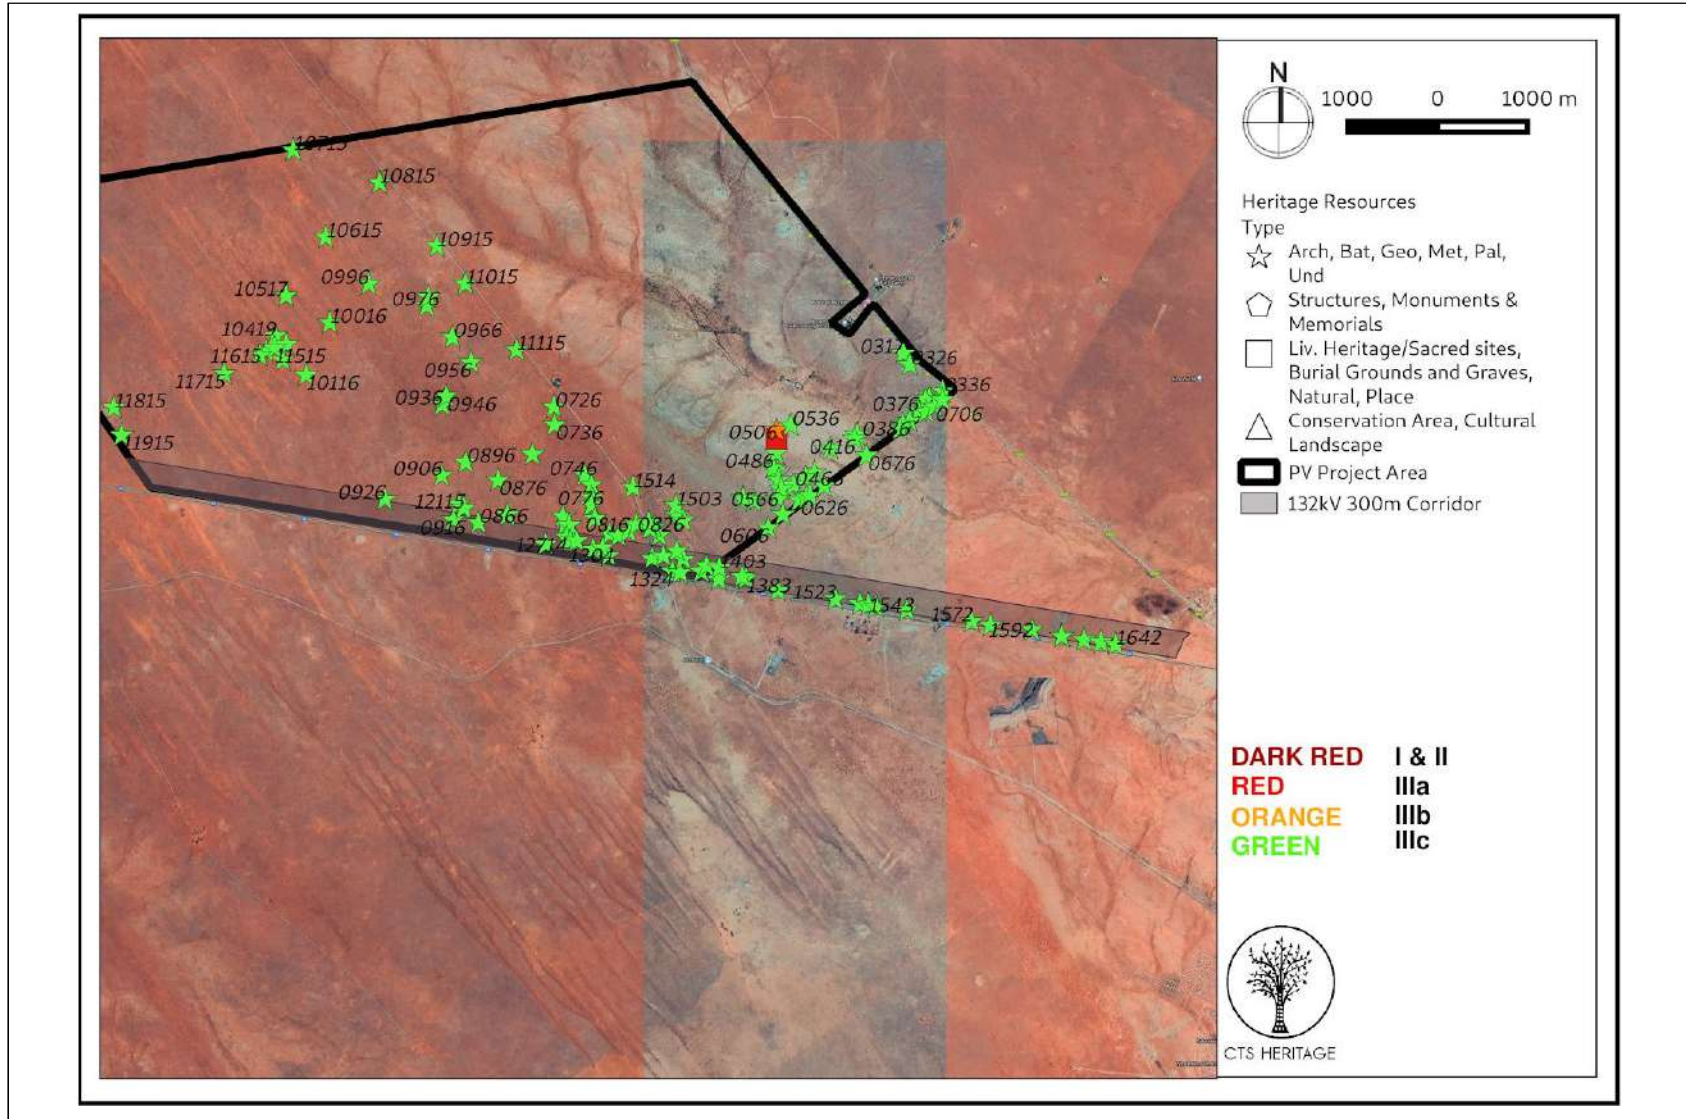 N
1000 0 1000 m
Heritage Resources
Type
Arch, Bat, Geo, Met, Pal,
Und
Structures, Monuments &
Memorials
Liv. Heritage/Sacred sites,
Burial Grounds and Graves,
Natural, Place
Conservation Area, Cultural
Landscape
PV Project Area
132kV 300m Corridor
DARK RED I & II
RED IIIa
ORANGE IIIb
GREEN IIIc
CTS HERITAGE
10715
10815
10615
10915
0996
11015
10517
0976
10016
10419
0966
11115
11615
11515
0956
11715
10116
0326
0336
11815
0936
0946
0726
0376
0706
0536
0506
0386
11915
0736
0416
0486
0676
0906
0896
0746
0466
0876
1514
0926
0776
1503
0566
0626
12115
0916
0866
0816
0826
0606
1304
1403
1324
1383
1523
1543
1572
1592
1642